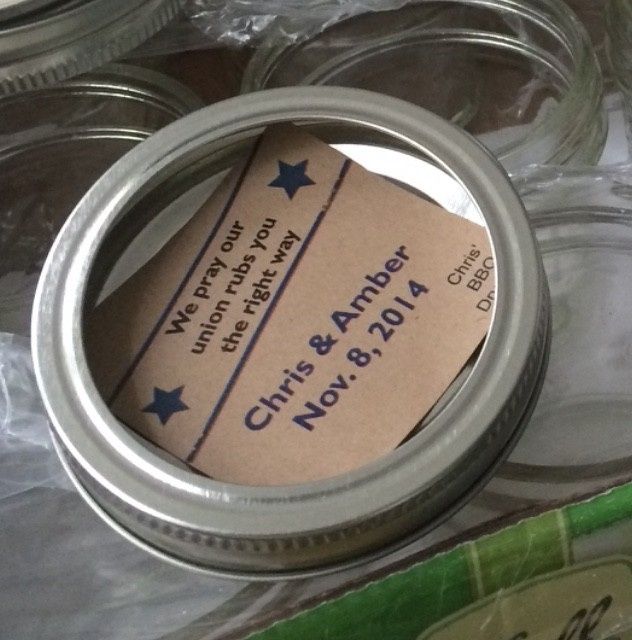 We pray our
union rubs you
the right way
Chris & Amber
Nov. 8, 2014
Chris'
BBQ